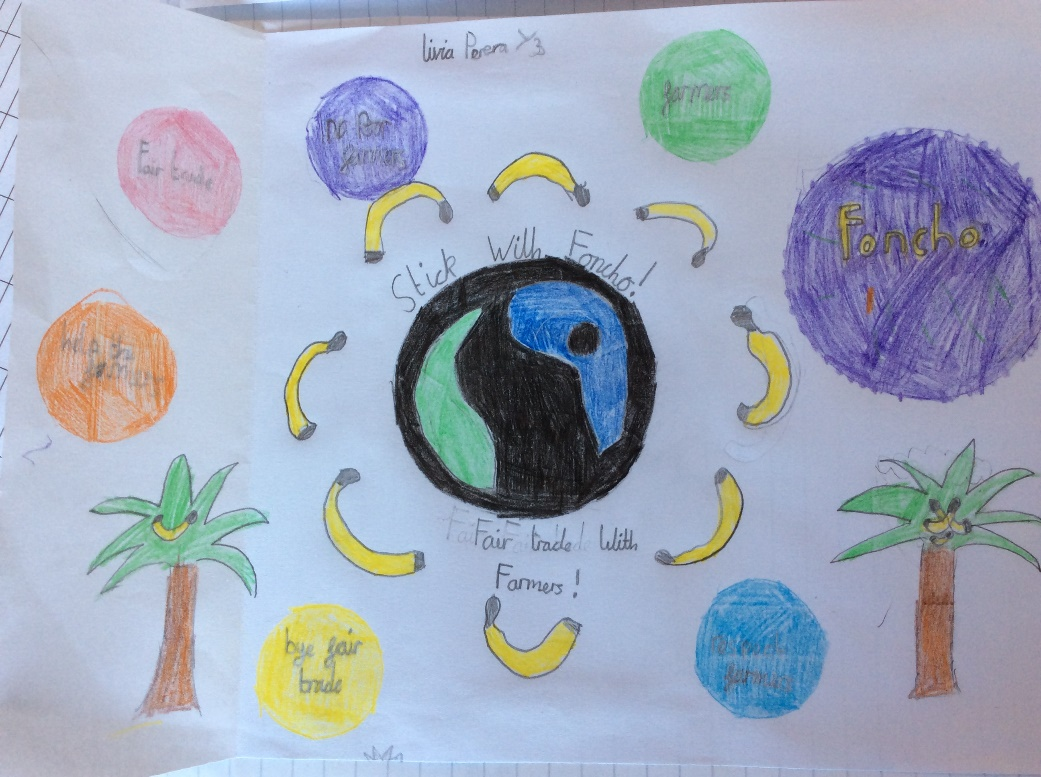 livia Perera Y3
Fair trade
no Poor
farmers
farmers
Foncho
Stick With Foncho!
Fair trade With
Farmers!
bye fair
trade
farmers